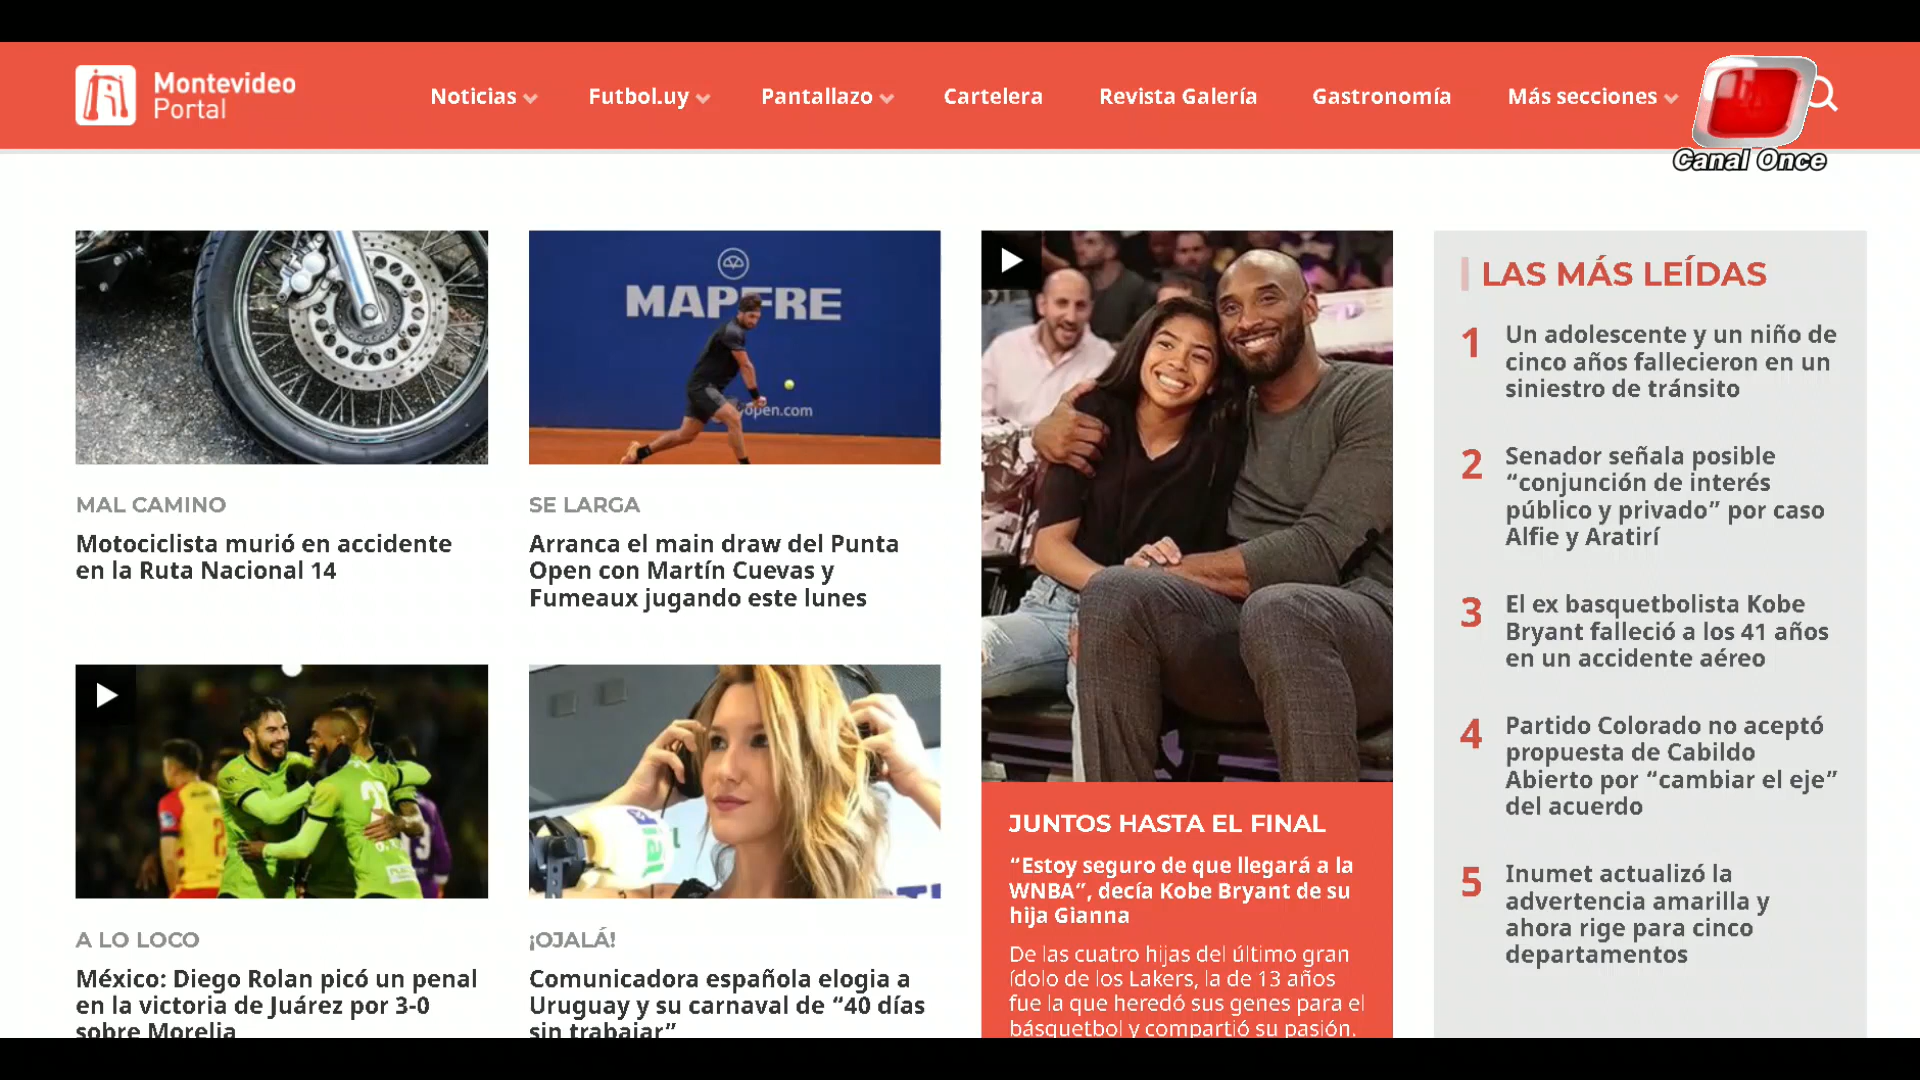 Montevideo
Portal
Noticias
Futbol.uy
Pantallazo
Cartelera
Revista Galería
Gastronomía
Más secciones
Canal Once
MAPFRE
open.com
MAL CAMINO
Motociclista murió en accidente
en la Ruta Nacional 14
SE LARGA
Arranca el main draw del Punta
Open con Martín Cuevas y
Fumeaux jugando este lunes
A LO LOCO
México: Diego Rolan picó un penal
en la victoria de Juárez por 3-0
sobre Morelia
¡OJALÁ!
Comunicadora española elogia a
Uruguay y su carnaval de “40 días
sin trabajar”
JUNTOS HASTA EL FINAL
“Estoy seguro de que llegará a la
WNBA”, decía Kobe Bryant de su
hija Gianna
De las cuatro hijas del último gran
ídolo de los Lakers, la de 13 años
fue la que heredó sus genes para el
básquetbol y compartió su pasión.
LAS MÁS LEÍDAS
1 Un adolescente y un niño de
cinco años fallecieron en un
siniestro de tránsito
2 Senador señala posible
“conjunción de interés
público y privado” por caso
Alfie y Aratirí
3 El ex basquetbolista Kobe
Bryant falleció a los 41 años
en un accidente aéreo
4 Partido Colorado no aceptó
propuesta de Cabildo
Abierto por “cambiar el eje”
del acuerdo
5 Inumet actualizó la
advertencia amarilla y
ahora rige para cinco
departamentos